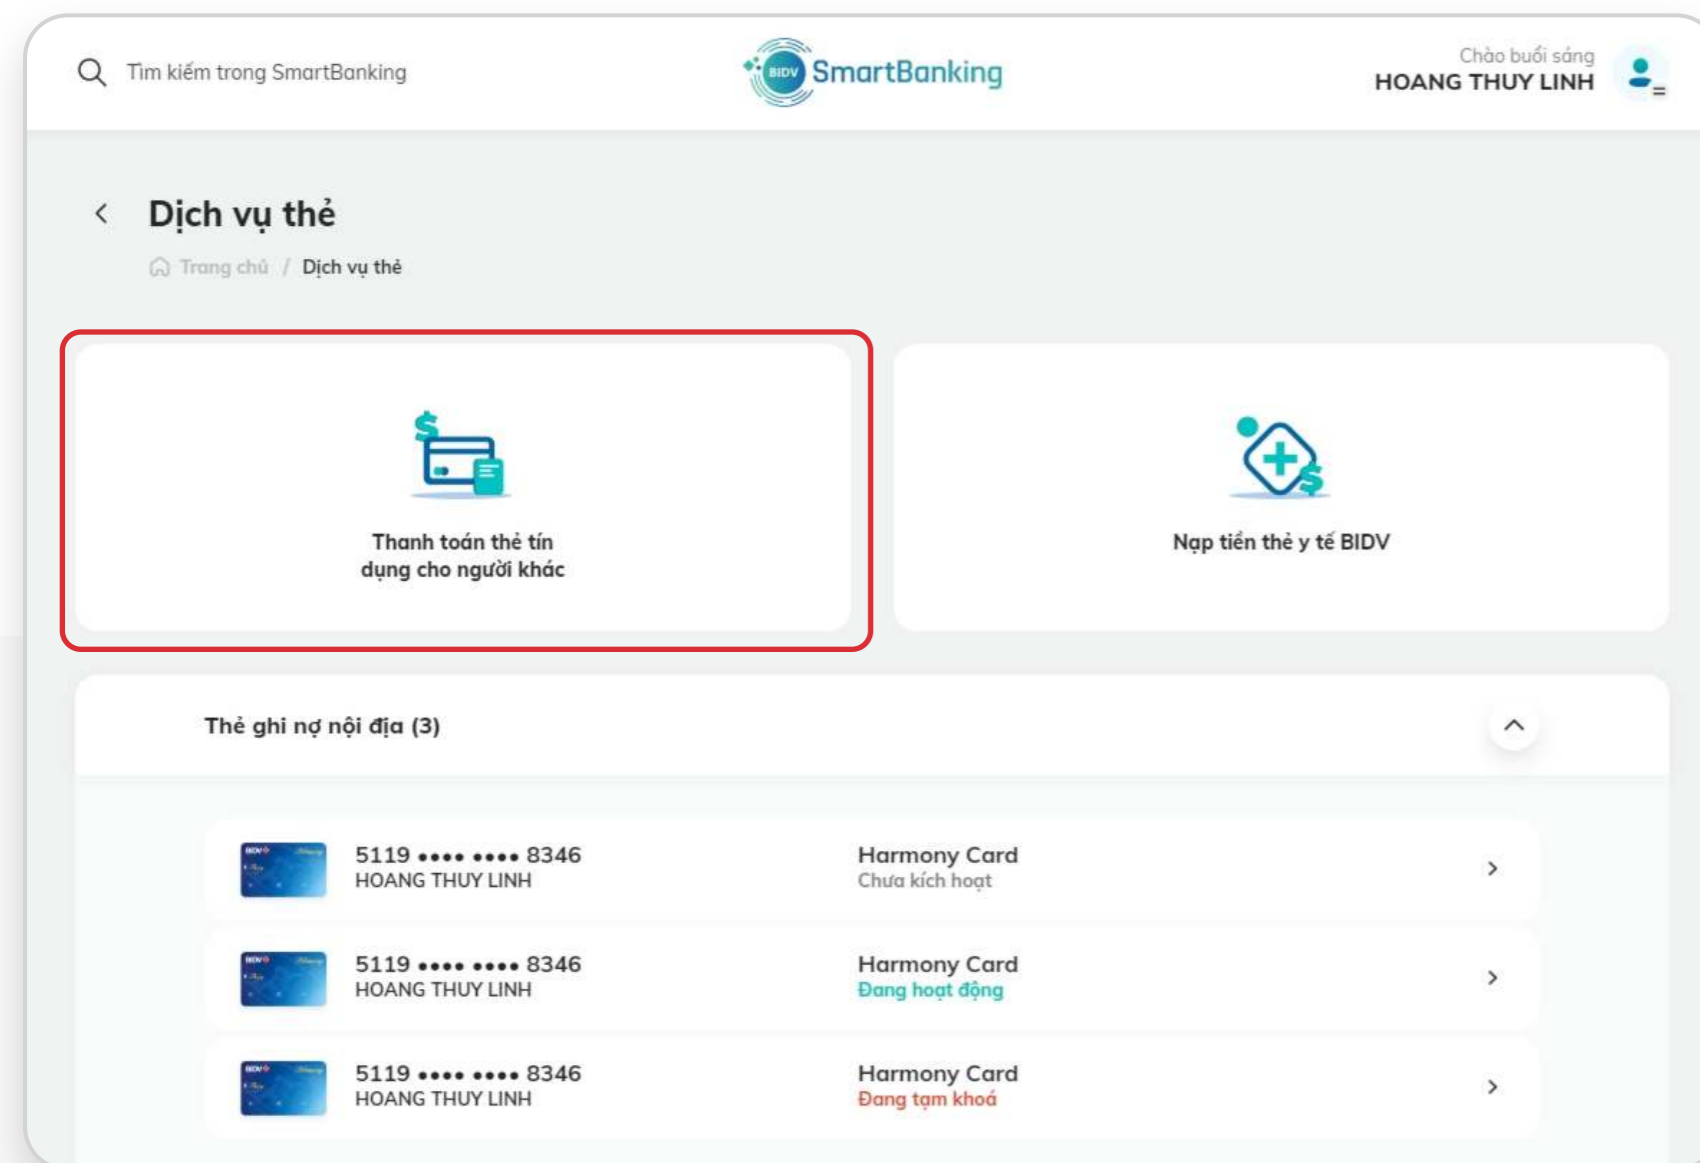 Tìm kiếm trong SmartBanking
BIDV SmartBanking
Chào buổi sáng
HOANG THUY LINH
Dịch vụ thẻ
Trang chủ / Dịch vụ thẻ
Thanh toán thẻ tín
dụng cho người khác
Nạp tiền thẻ y tế BIDV
Thẻ ghi nợ nội địa (3)
5119 •••• •••• 8346
HOANG THUY LINH
Harmony Card
Chưa kích hoạt
5119 •••• •••• 8346
HOANG THUY LINH
Harmony Card
Đang hoạt động
5119 •••• •••• 8346
HOANG THUY LINH
Harmony Card
Đang tạm khoá